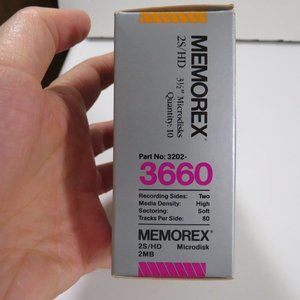 MEMOREX®
2S/HD 3½" Microdisks
Quantity: 10
Part No: 3202-
3660
Recording Sides: Two
Media Density: High
Sectoring: Soft
Tracks Per Side: 80
MEMOREX®
2S/HD Microdisk
2MB